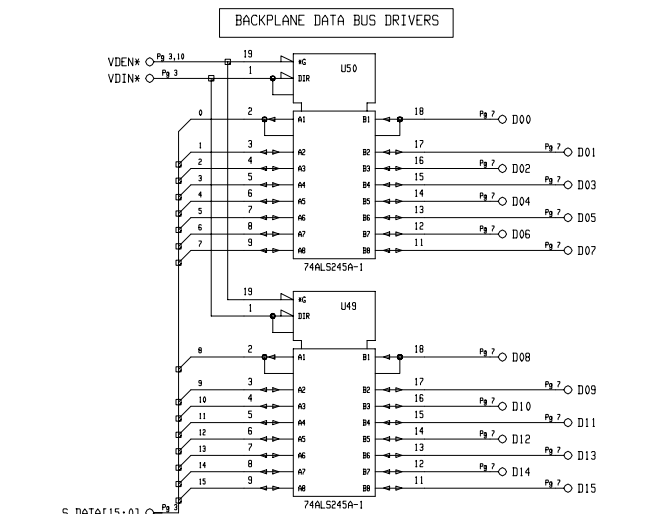 BACKPLANE DATA BUS DRIVERS
VDEN* Pg 3,10 19 *G U50
VDIN* Pg 3 1 DIR
0 2 A1 B1 18 Pg 7 D00
1 3 A2 B2 17 Pg 7 D01
2 4 A3 B3 16 Pg 7 D02
3 5 A4 B4 15 Pg 7 D03
4 6 A5 B5 14 Pg 7 D04
5 7 A6 B6 13 Pg 7 D05
6 8 A7 B7 12 Pg 7 D06
7 9 A8 B8 11 Pg 7 D07
74ALS245A-1
19 *G U49
1 DIR
8 2 A1 B1 18 Pg 7 D08
9 3 A2 B2 17 Pg 7 D09
10 4 A3 B3 16 Pg 7 D10
11 5 A4 B4 15 Pg 7 D11
12 6 A5 B5 14 Pg 7 D12
13 7 A6 B6 13 Pg 7 D13
14 8 A7 B7 12 Pg 7 D14
15 9 A8 B8 11 Pg 7 D15
74ALS245A-1
S_DATA[15:0] Pg 3